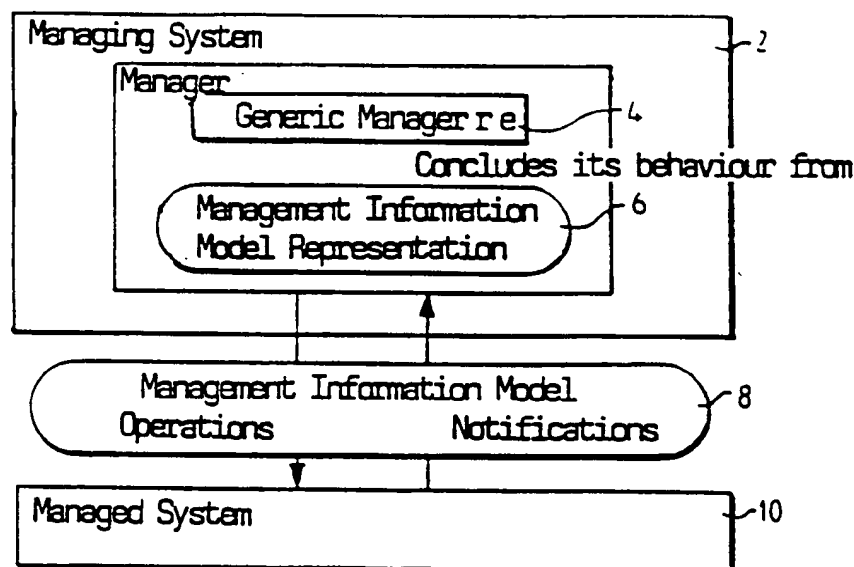 Managing System
2
Manager
Generic Managerr e
4
Concludes its behaviour from
Management Information
Model Representation
6
Management Information Model
Operations Notifications
8
Managed System
10